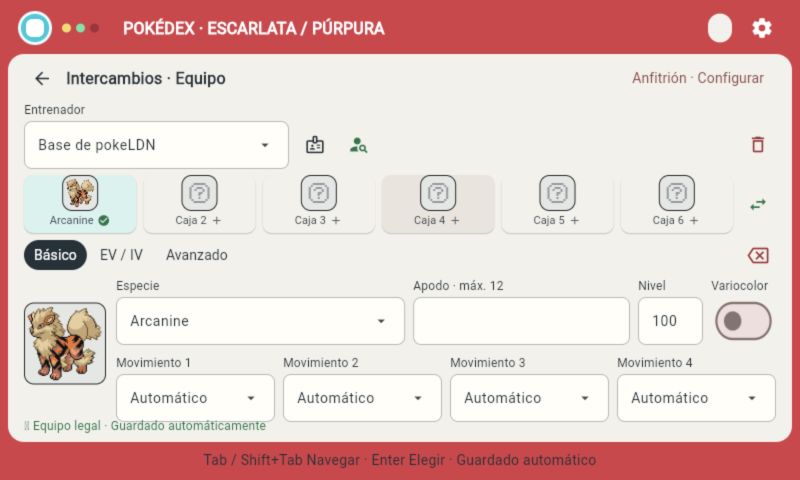 POKÉDEX · ESCARLATA / PÚRPURA
Intercambios · Equipo
Anfitrión · Configurar
Entrenador
Base de pokeLDN
Arcanine
Caja 2 +
Caja 3 +
Caja 4 +
Caja 5 +
Caja 6 +
Básico
EV / IV
Avanzado
Especie
Apodo · máx. 12
Nivel
Variocolor
Arcanine
100
Movimiento 1
Movimiento 2
Movimiento 3
Movimiento 4
Automático
Automático
Automático
Automático
Equipo legal · Guardado automáticamente
Tab / Shift+Tab Navegar · Enter Elegir · Guardado automático